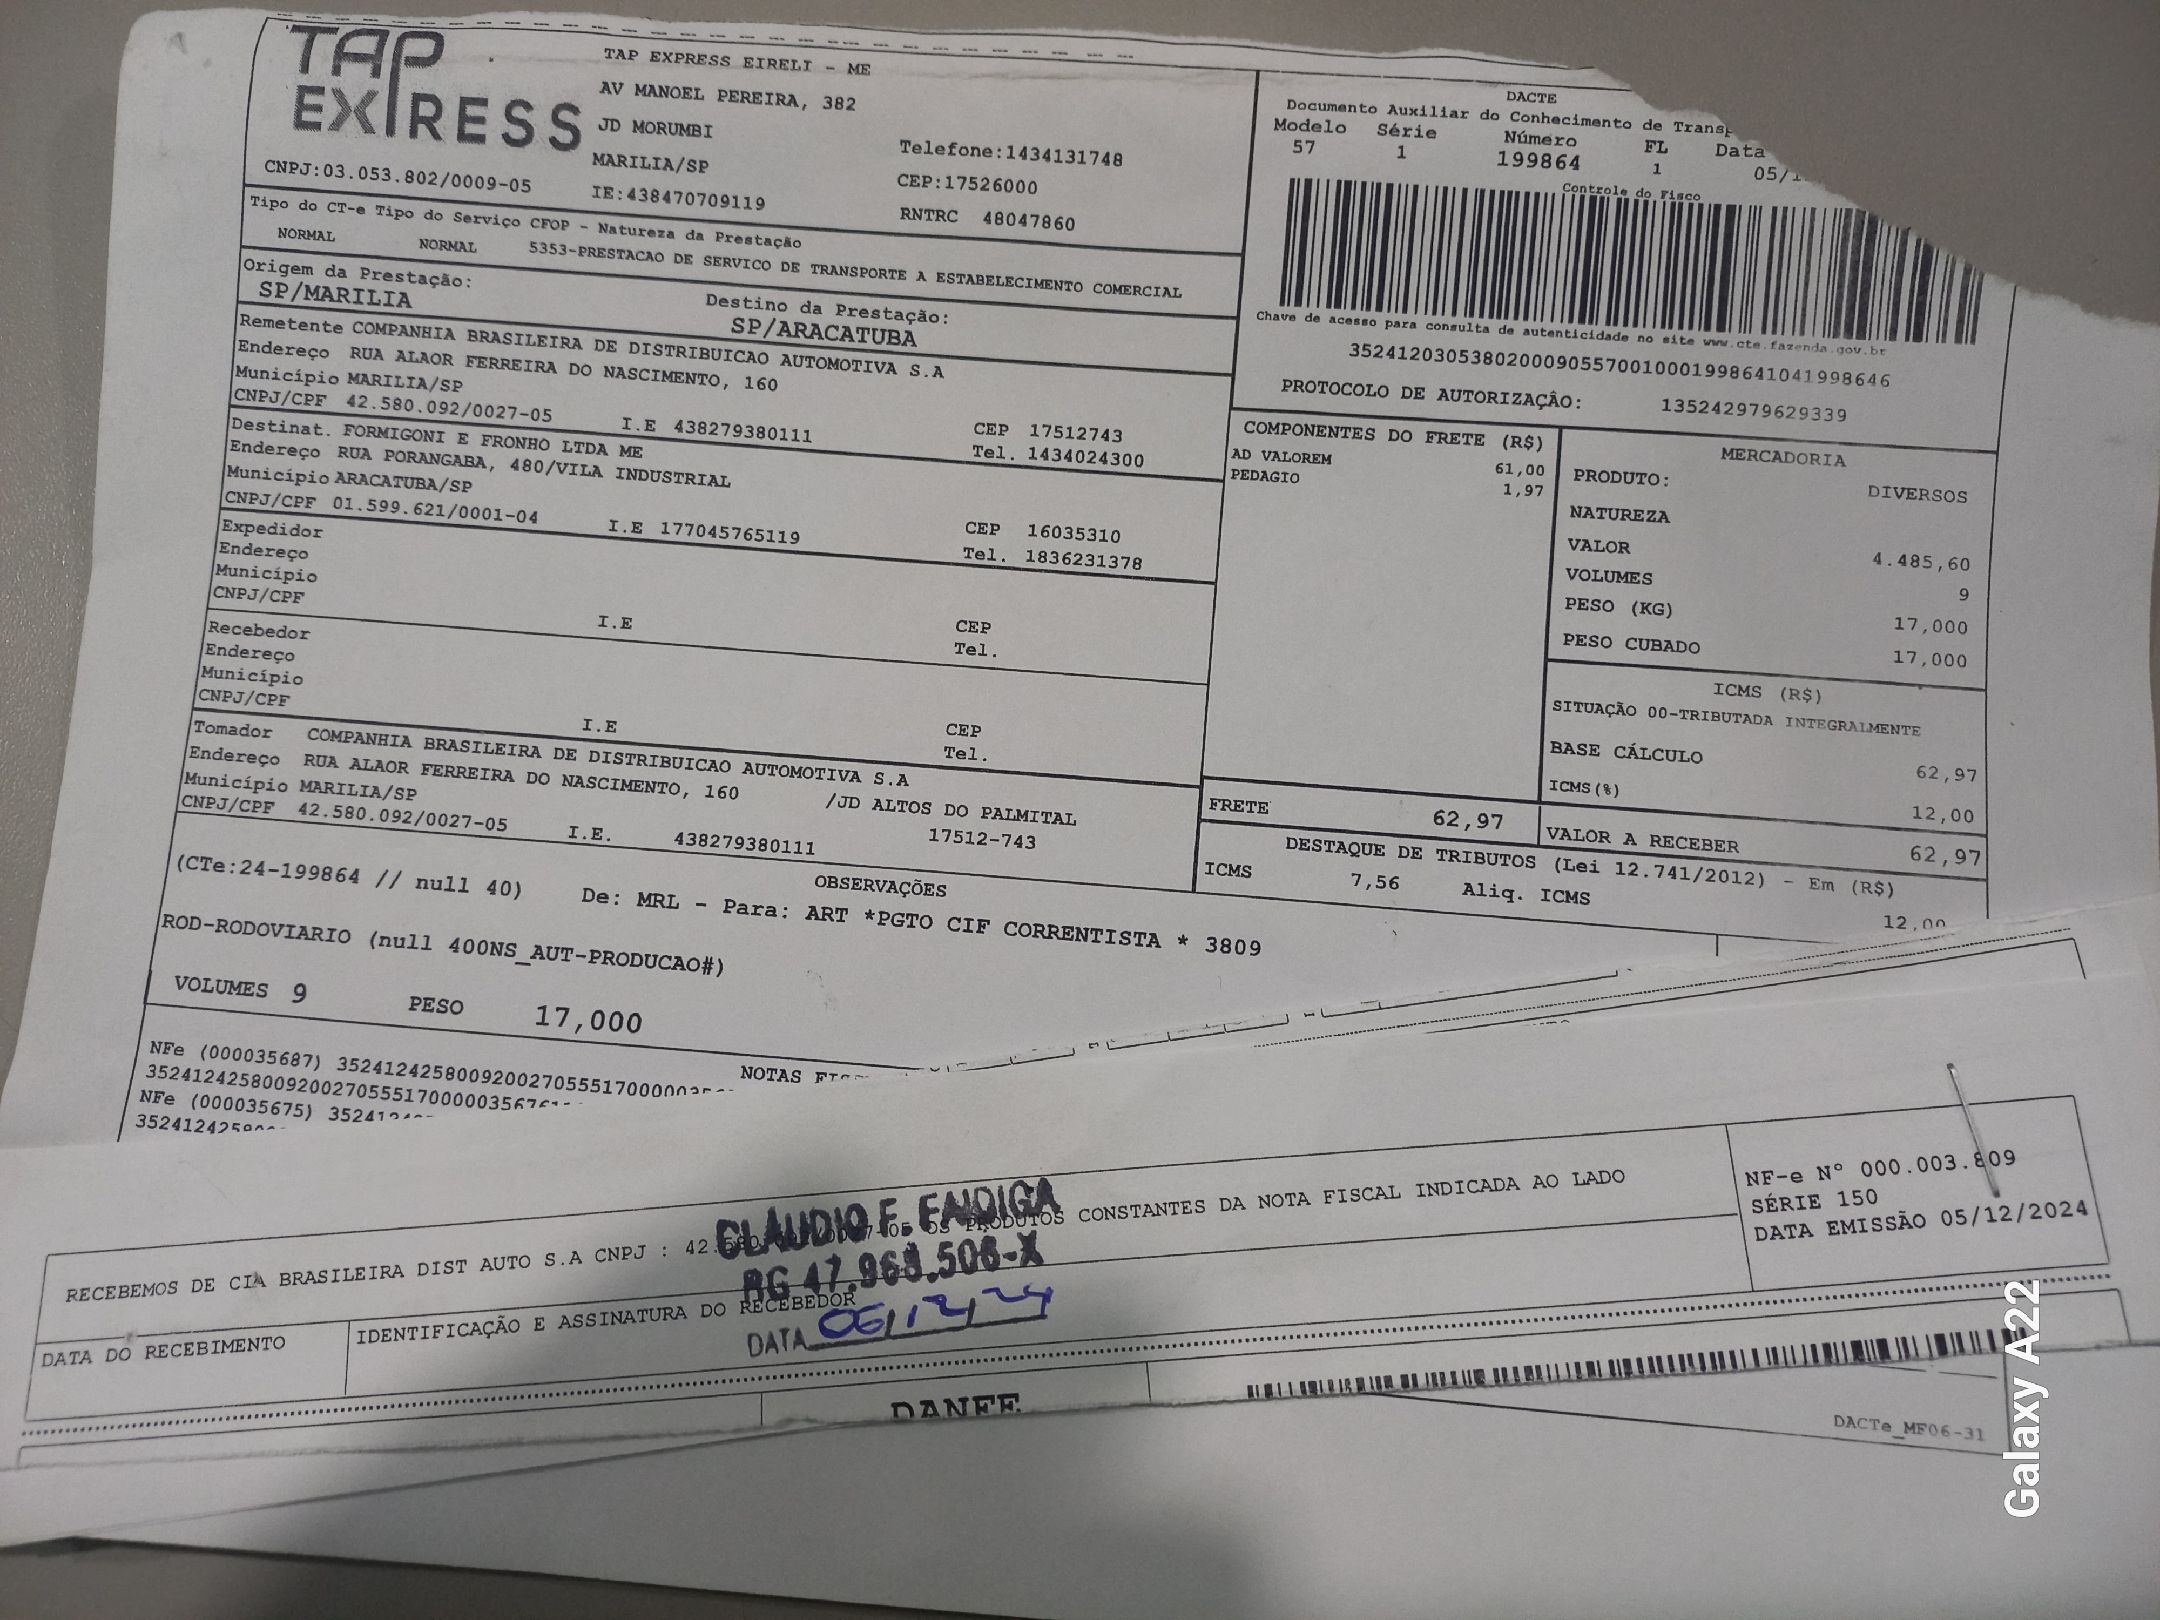 TAP
EXPRESS
TAP EXPRESS EIRELI - ME
AV MANOEL PEREIRA, 382
JD MORUMBI
MARILIA/SP
IE:438470709119
Telefone:1434131748
CEP:17526000
RNTRC 48047860
CNPJ:03.053.802/0009-05
Tipo do CT-e Tipo do Serviço CFOP - Natureza da Prestação
NORMAL NORMAL 5353-PRESTACAO DE SERVICO DE TRANSPORTE A ESTABELECIMENTO COMERCIAL
Origem da Prestação: Destino da Prestação:
SP/MARILIA SP/ARACATUBA
Remetente COMPANHIA BRASILEIRA DE DISTRIBUICAO AUTOMOTIVA S.A
Endereço RUA ALAOR FERREIRA DO NASCIMENTO, 160
Município MARILIA/SP CEP 17512743
CNPJ/CPF 42.580.092/0027-05 I.E 438279380111 Tel. 1434024300
Destinat. FORMIGONI E FRONHO LTDA ME
Endereço RUA PORANGABA, 480/VILA INDUSTRIAL
Município ARACATUBA/SP CEP 16035310
CNPJ/CPF 01.599.621/0001-04 I.E 177045765119 Tel. 1836231378
Expedidor
Endereço
Município CEP
CNPJ/CPF I.E Tel.
Recebedor
Endereço
Município CEP
CNPJ/CPF I.E Tel.
Tomador COMPANHIA BRASILEIRA DE DISTRIBUICAO AUTOMOTIVA S.A
Endereço RUA ALAOR FERREIRA DO NASCIMENTO, 160 /JD ALTOS DO PALMITAL
Município MARILIA/SP 17512-743
CNPJ/CPF 42.580.092/0027-05 I.E. 438279380111
DACTE
Documento Auxiliar do Conhecimento de Transp
Modelo Série Número FL Data
57 1 199864 1 05/1
Controle do Fisco
Chave de acesso para consulta de autenticidade no site www.cte.fazenda.gov.br
35241203053802000905570010001998641041998646
PROTOCOLO DE AUTORIZAÇÂO: 135242979629339
COMPONENTES DO FRETE (R$)
AD VALOREM 61,00
PEDAGIO 1,97
MERCADORIA
PRODUTO: DIVERSOS
NATUREZA
VALOR 4.485,60
VOLUMES 9
PESO (KG) 17,000
PESO CUBADO 17,000
ICMS (R$)
SITUAÇÃO 00-TRIBUTADA INTEGRALMENTE
BASE CÁLCULO 62,97
ICMS(%) 12,00
FRETE 62,97
VALOR A RECEBER 62,97
DESTAQUE DE TRIBUTOS (Lei 12.741/2012) - Em (R$)
ICMS 7,56 Aliq. ICMS 12,00
OBSERVAÇÕES
(CTe:24-199864 // null 40) De: MRL - Para: ART *PGTO CIF CORRENTISTA * 3809
ROD-RODOVIARIO (null 400NS_AUT-PRODUCAO#)
VOLUMES 9 PESO 17,000
NOTAS
NFe (000035687)
NFe (000035675)
RECEBEMOS DE CIA BRASILEIRA DIST AUTO S.A CNPJ : 42. OS PRODUTOS CONSTANTES DA NOTA FISCAL INDICADA AO LADO
NF-e Nº 000.003.809
SÉRIE 150
DATA EMISSÃO 05/12/2024
DATA DO RECEBIMENTO
IDENTIFICAÇÃO E ASSINATURA DO RECEBEDOR
CLAUDIO F.
RG 47.968.506-X
DATA 06/12/24
DANFE
DACTe_MF06-31
Galaxy A22